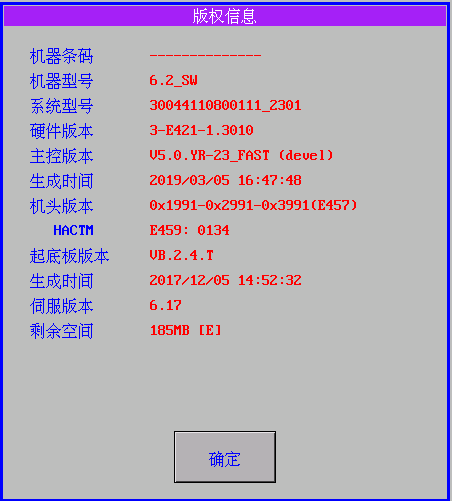 版权信息
机器条码 --------------
机器型号 6.2_SW
系统型号 30044110800111_2301
硬件版本 3-E421-1.3010
主控版本 V5.0.YR-23_FAST (devel)
生成时间 2019/03/05 16:47:48
机头版本 0x1991-0x2991-0x3991(E457)
HACTM E459: 0134
起底板版本 VB.2.4.T
生成时间 2017/12/05 14:52:32
伺服版本 6.17
剩余空间 185MB [E]
确定